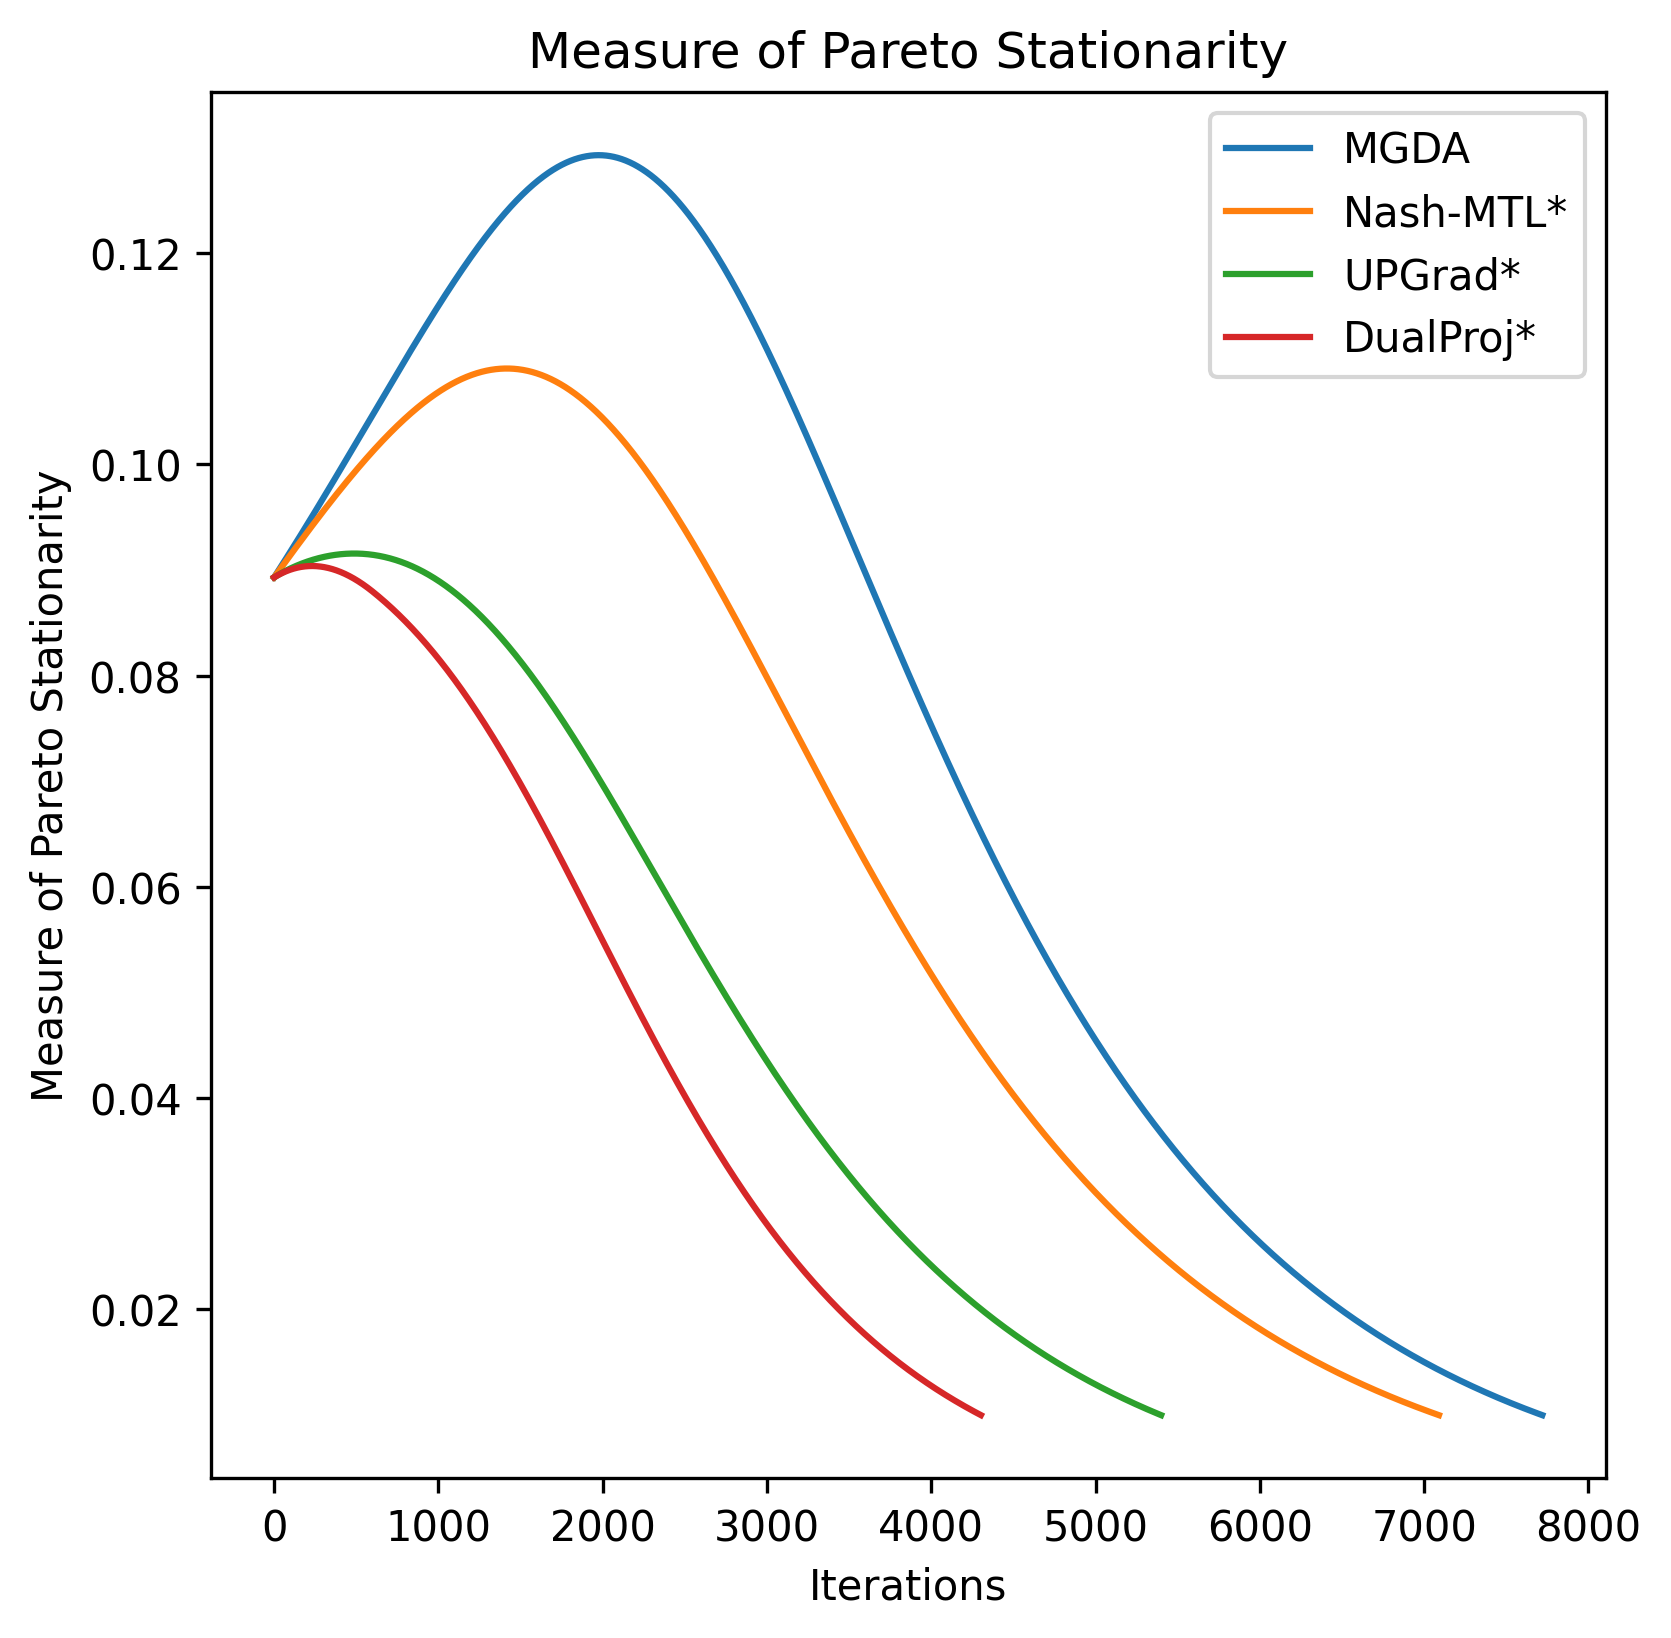 Measure of Pareto Stationarity
MGDA
Nash-MTL*
UPGrad*
DualProj*
Measure of Pareto Stationarity
0.12
0.10
0.08
0.06
0.04
0.02
0 1000 2000 3000 4000 5000 6000 7000 8000
Iterations